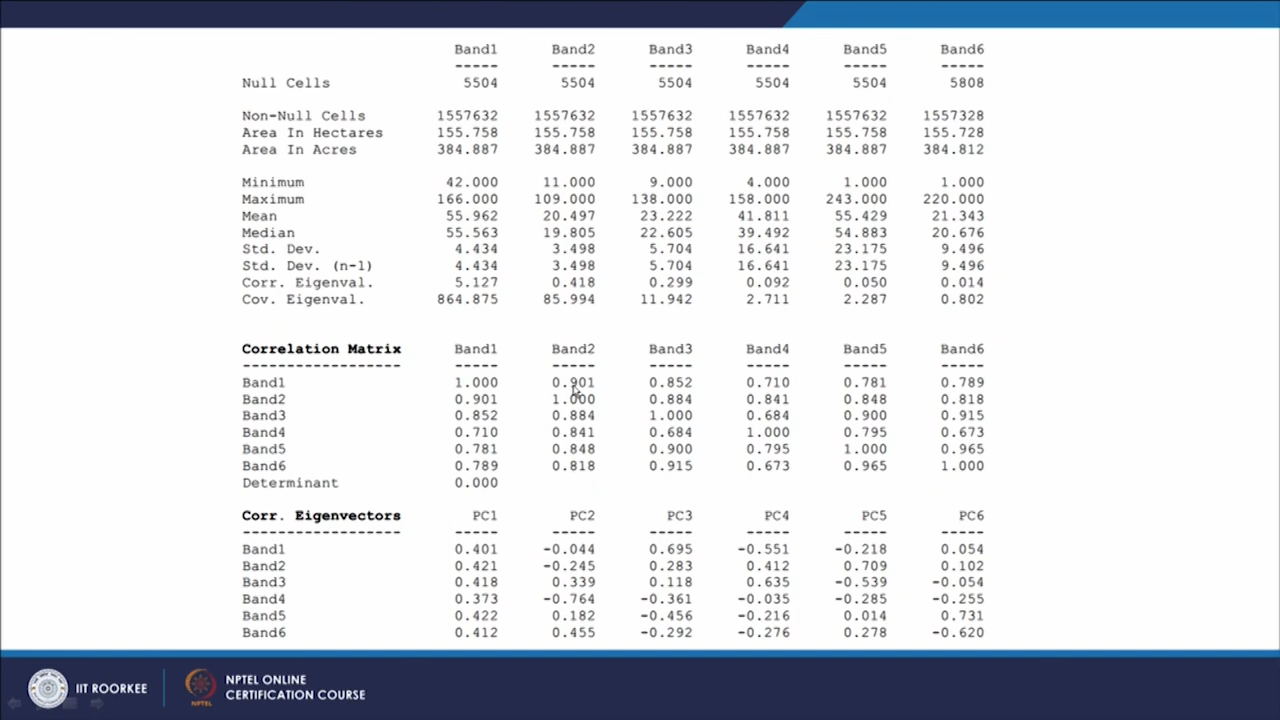 Band1 Band2 Band3 Band4 Band5 Band6
----- ----- ----- ----- ----- -----
Null Cells 5504 5504 5504 5504 5504 5808
Non-Null Cells 1557632 1557632 1557632 1557632 1557632 1557328
Area In Hectares 155.758 155.758 155.758 155.758 155.758 155.728
Area In Acres 384.887 384.887 384.887 384.887 384.887 384.812
Minimum 42.000 11.000 9.000 4.000 1.000 1.000
Maximum 166.000 109.000 138.000 158.000 243.000 220.000
Mean 55.962 20.497 23.222 41.811 55.429 21.343
Median 55.563 19.805 22.605 39.492 54.883 20.676
Std. Dev. 4.434 3.498 5.704 16.641 23.175 9.496
Std. Dev. (n-1) 4.434 3.498 5.704 16.641 23.175 9.496
Corr. Eigenval. 5.127 0.418 0.299 0.092 0.050 0.014
Cov. Eigenval. 864.875 85.994 11.942 2.711 2.287 0.802
Correlation Matrix Band1 Band2 Band3 Band4 Band5 Band6
----------------- ----- ----- ----- ----- ----- -----
Band1 1.000 0.901 0.852 0.710 0.781 0.789
Band2 0.901 1.000 0.884 0.841 0.848 0.818
Band3 0.852 0.884 1.000 0.684 0.900 0.915
Band4 0.710 0.841 0.684 1.000 0.795 0.673
Band5 0.781 0.848 0.900 0.795 1.000 0.965
Band6 0.789 0.818 0.915 0.673 0.965 1.000
Determinant 0.000
Corr. Eigenvectors PC1 PC2 PC3 PC4 PC5 PC6
----------------- ----- ----- ----- ----- ----- -----
Band1 0.401 -0.044 0.695 -0.551 -0.218 0.054
Band2 0.421 -0.245 0.283 0.412 0.709 0.102
Band3 0.418 0.339 0.118 0.635 -0.539 -0.054
Band4 0.373 -0.764 -0.361 -0.035 -0.285 -0.255
Band5 0.422 0.182 -0.456 -0.216 0.014 0.731
Band6 0.412 0.455 -0.292 -0.276 0.278 -0.620
IIT ROORKEE
NPTEL
NPTEL ONLINE
CERTIFICATION COURSE